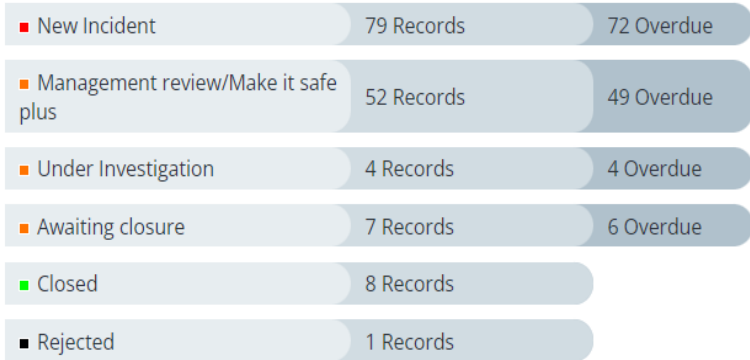 New Incident 79 Records 72 Overdue
Management review/Make it safe
plus 52 Records 49 Overdue
Under Investigation 4 Records 4 Overdue
Awaiting closure 7 Records 6 Overdue
Closed 8 Records
Rejected 1 Records